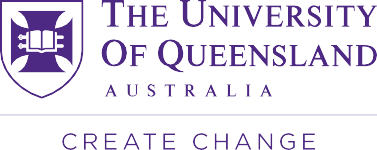 THE UNIVERSITY
OF QUEENSLAND
AUSTRALIA
CREATE CHANGE